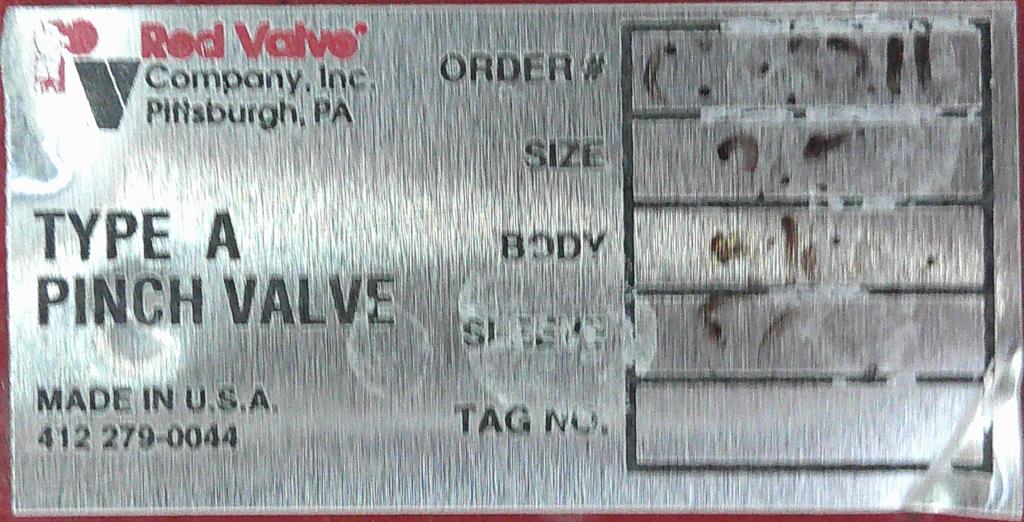 Red Valve
Company, Inc.
Pittsburgh, PA
TYPE A
PINCH VALVE
MADE IN U.S.A.
412 279-0044
ORDER #
SIZE
BODY
SLEEVE
TAG NO.